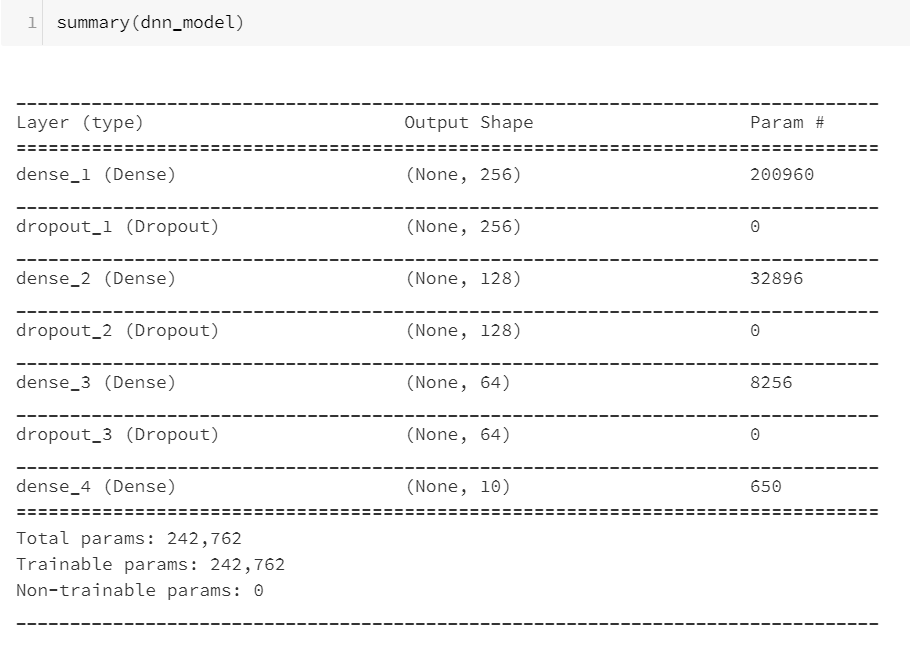 1 summary(dnn_model)
________________________________________________________________________________
Layer (type) Output Shape Param #
================================================================================
dense_1 (Dense) (None, 256) 200960
________________________________________________________________________________
dropout_1 (Dropout) (None, 256) 0
________________________________________________________________________________
dense_2 (Dense) (None, 128) 32896
________________________________________________________________________________
dropout_2 (Dropout) (None, 128) 0
________________________________________________________________________________
dense_3 (Dense) (None, 64) 8256
________________________________________________________________________________
dropout_3 (Dropout) (None, 64) 0
________________________________________________________________________________
dense_4 (Dense) (None, 10) 650
================================================================================
Total params: 242,762
Trainable params: 242,762
Non-trainable params: 0
________________________________________________________________________________